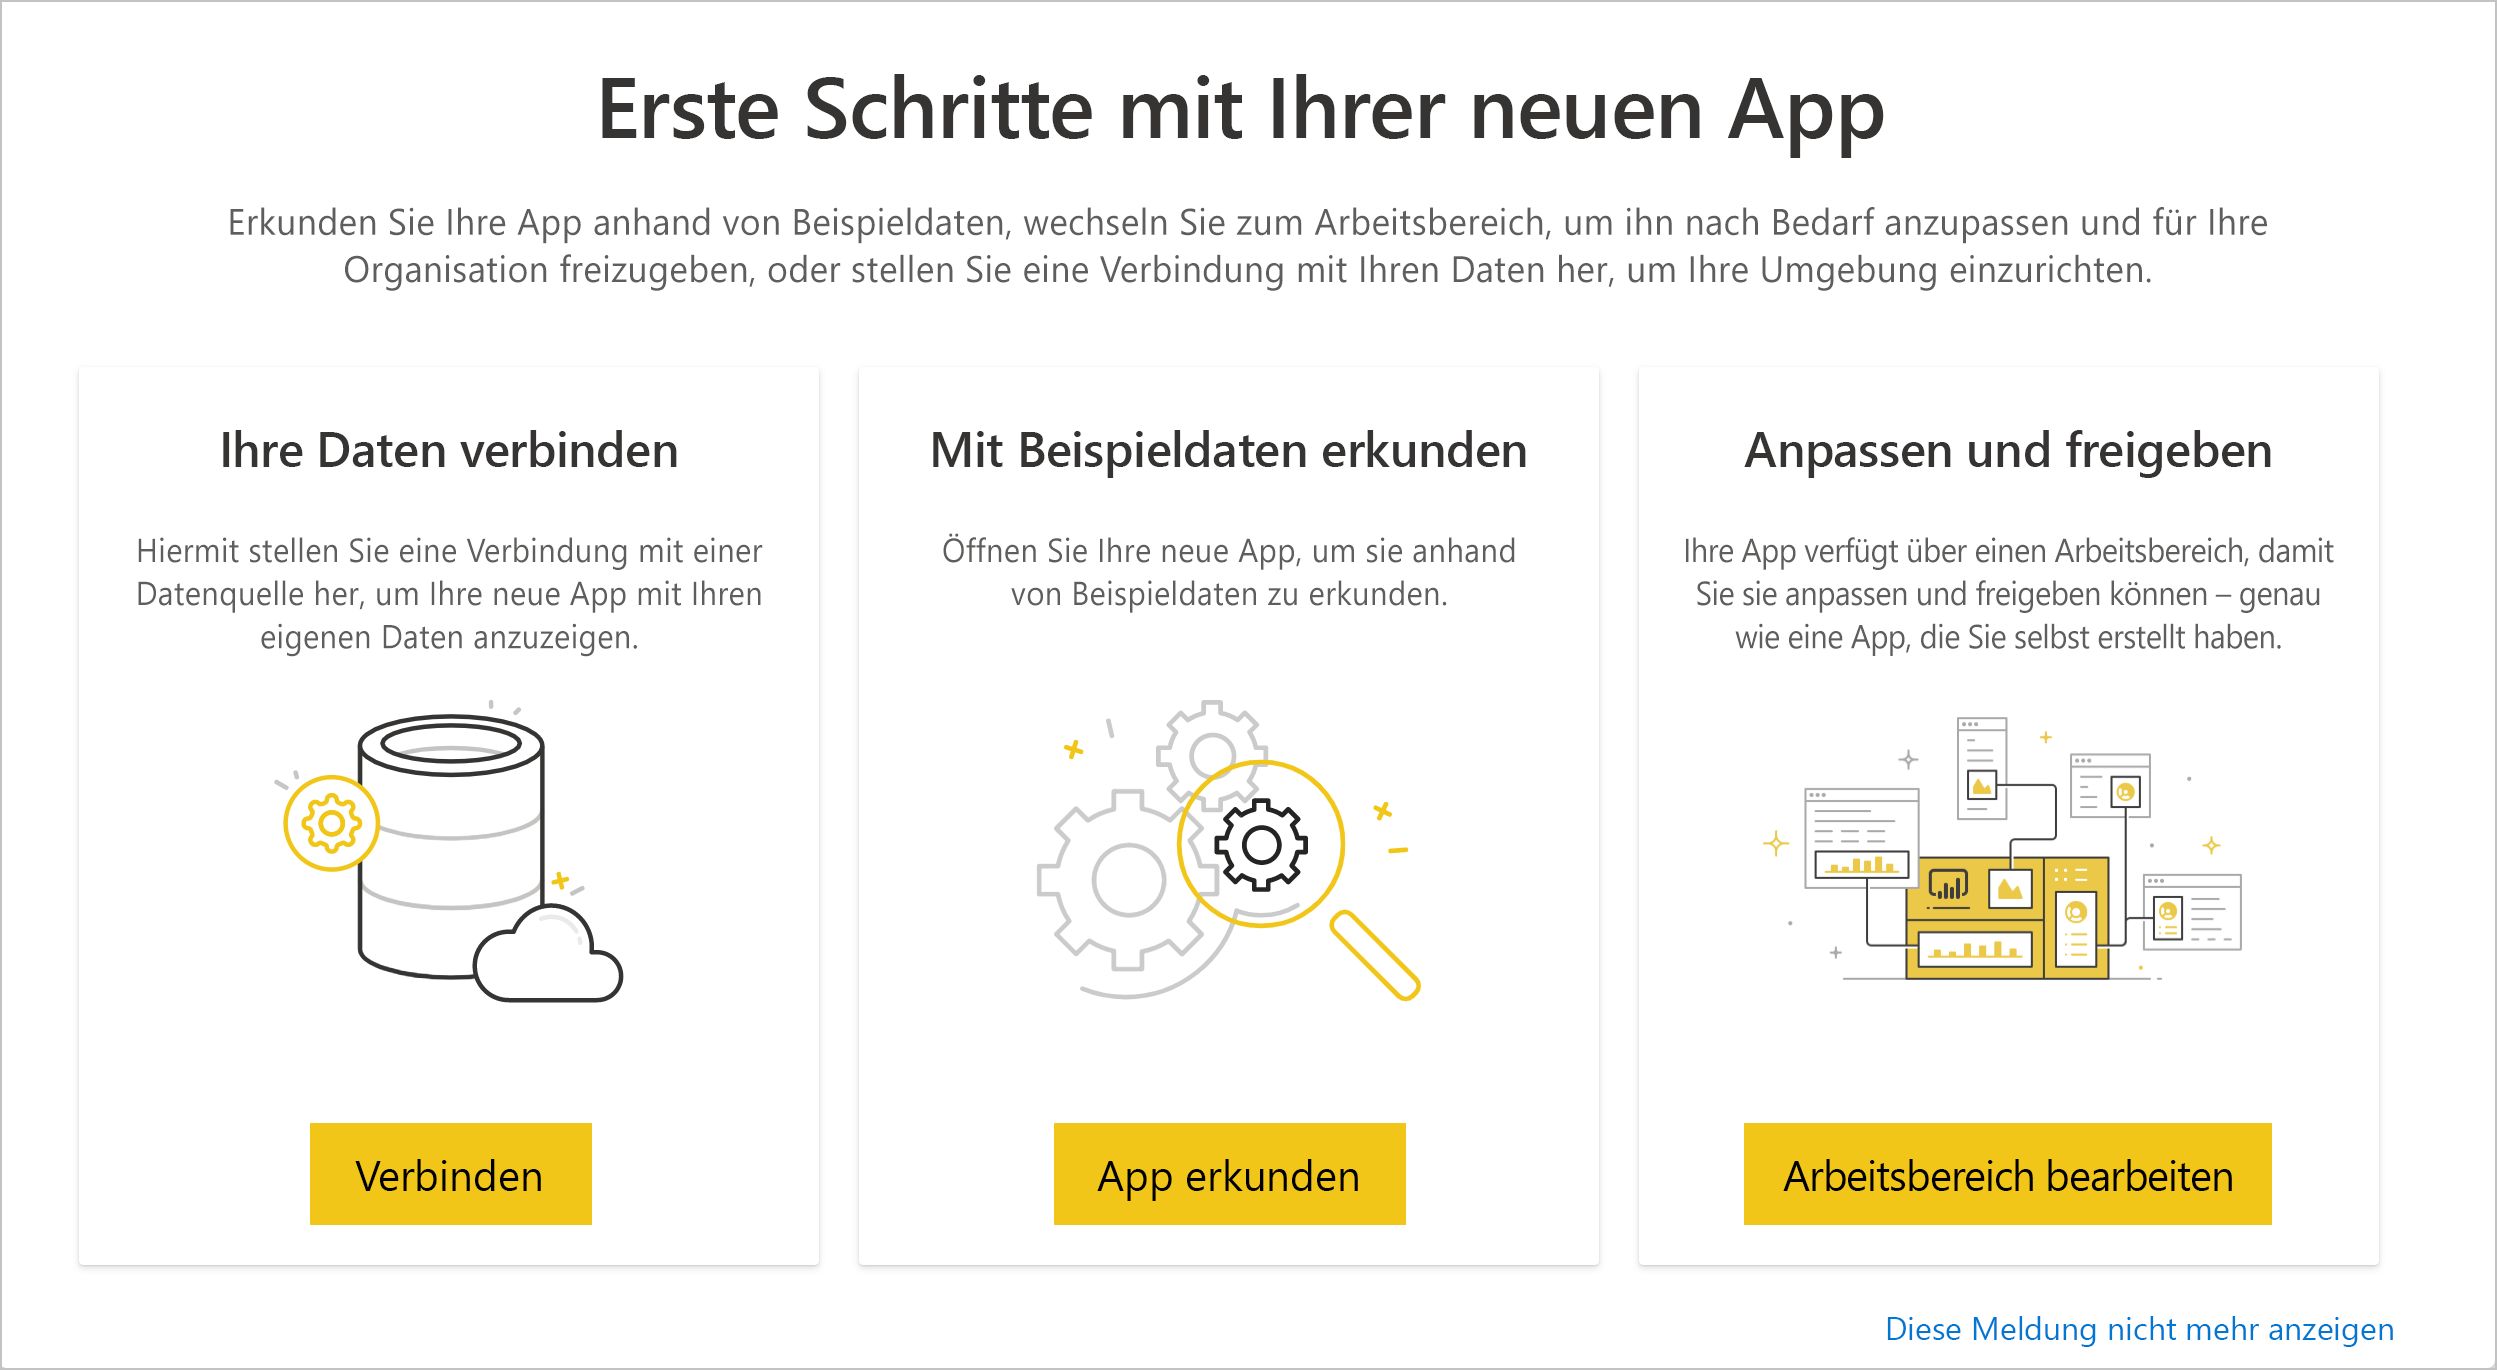 Erste Schritte mit Ihrer neuen App
Erkunden Sie Ihre App anhand von Beispieldaten, wechseln Sie zum Arbeitsbereich, um ihn nach Bedarf anzupassen und für Ihre
Organisation freizugeben, oder stellen Sie eine Verbindung mit Ihren Daten her, um Ihre Umgebung einzurichten.
Ihre Daten verbinden
Hiermit stellen Sie eine Verbindung mit einer
Datenquelle her, um Ihre neue App mit Ihren
eigenen Daten anzuzeigen.
Verbinden
Mit Beispieldaten erkunden
Öffnen Sie Ihre neue App, um sie anhand
von Beispieldaten zu erkunden.
App erkunden
Anpassen und freigeben
Ihre App verfügt über einen Arbeitsbereich, damit
Sie sie anpassen und freigeben können – genau
wie eine App, die Sie selbst erstellt haben.
Arbeitsbereich bearbeiten
Diese Meldung nicht mehr anzeigen